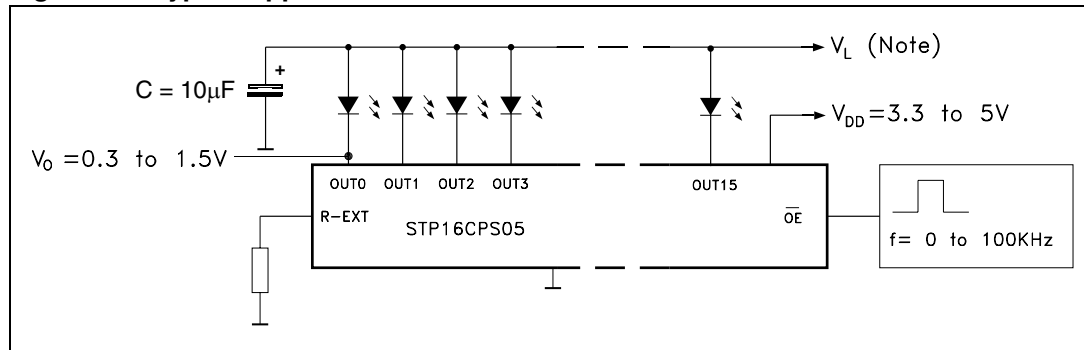 V_L (Note)
C = 10μF
+
V_DD=3.3 to 5V
V_O =0.3 to 1.5V
OUT0 OUT1 OUT2 OUT3 OUT15
R-EXT
STP16CPS05
OE
f= 0 to 100KHz